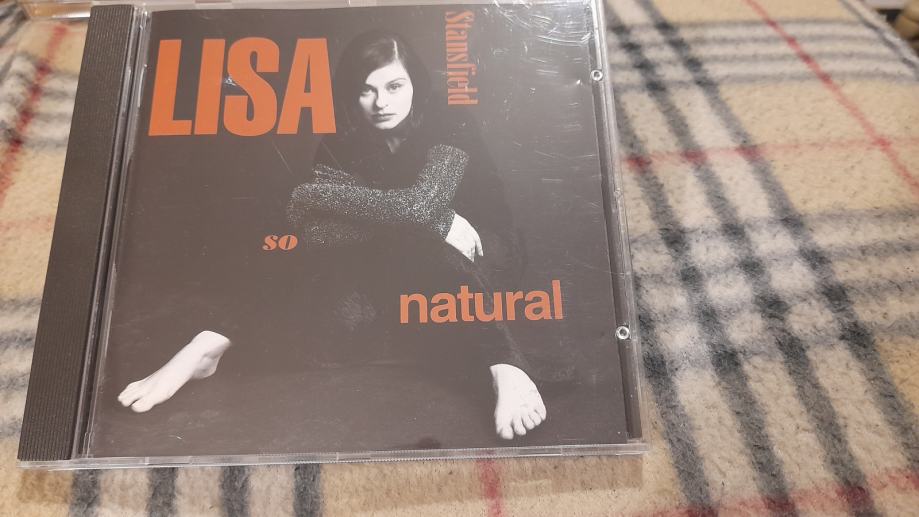 LISA
Stansfield
so
natural